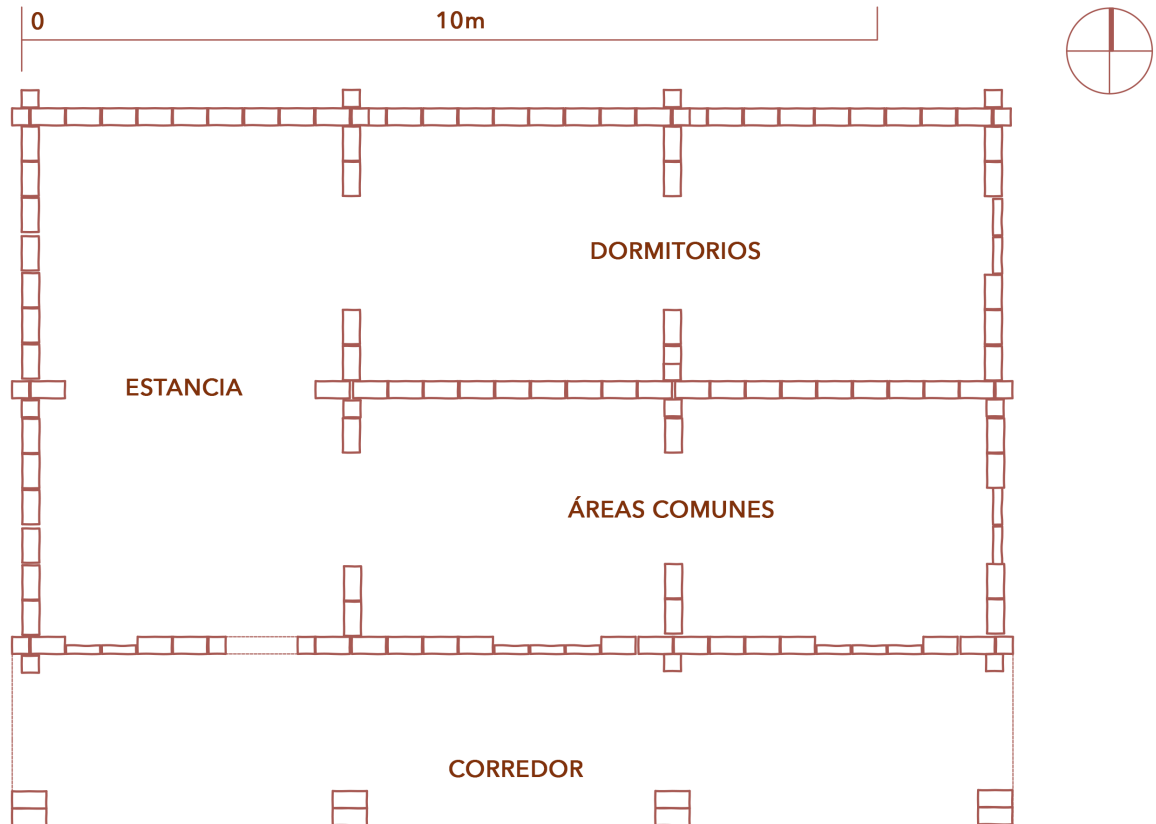 0
10m
DORMITORIOS
ESTANCIA
ÁREAS COMUNES
CORREDOR